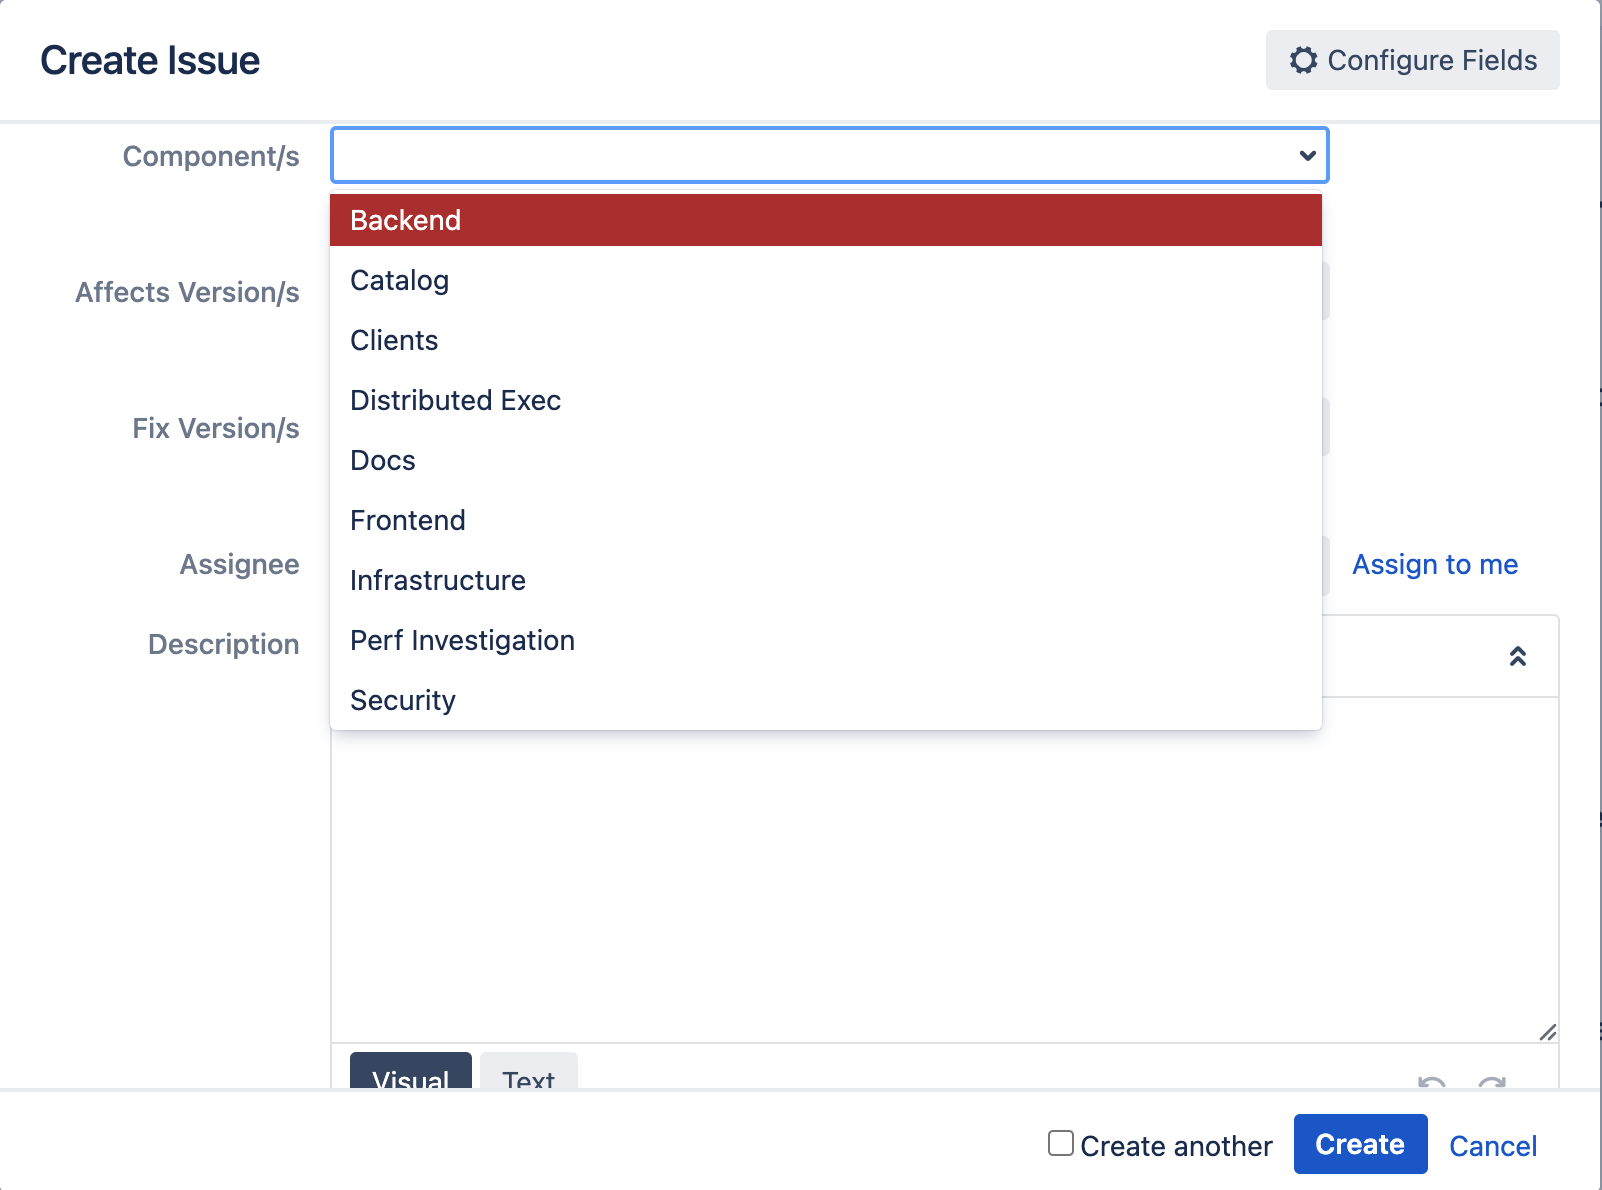 Create Issue
Configure Fields
Component/s
Backend
Catalog
Affects Version/s
Clients
Distributed Exec
Fix Version/s
Docs
Frontend
Assignee
Assign to me
Infrastructure
Description
Perf Investigation
Security
Visual
Text
Create another
Create
Cancel